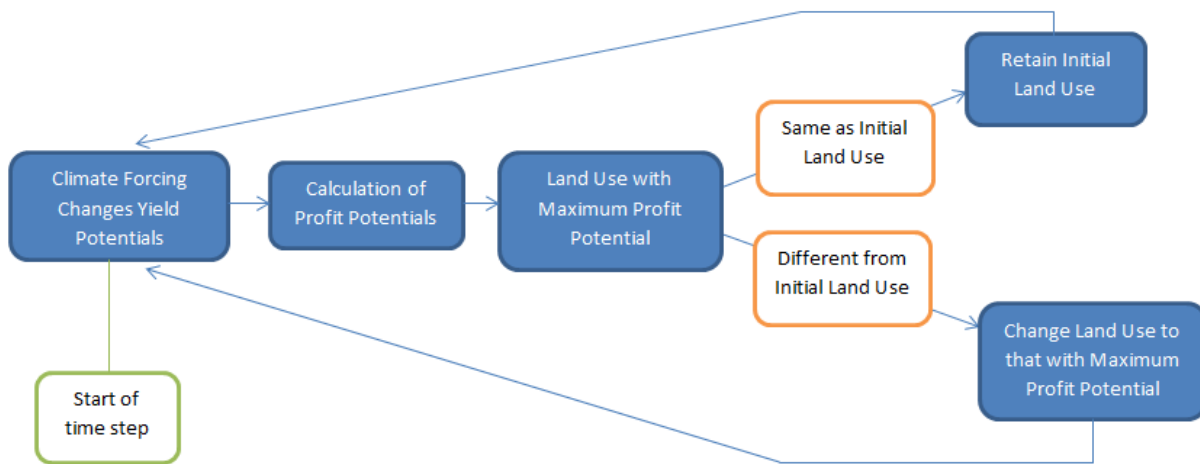 Climate Forcing
Changes Yield
Potentials
Calculation of
Profit Potentials
Land Use with
Maximum Profit
Potential
Same as Initial
Land Use
Retain Initial
Land Use
Different from
Initial Land Use
Change Land Use to
that with Maximum
Profit Potential
Start of
time step